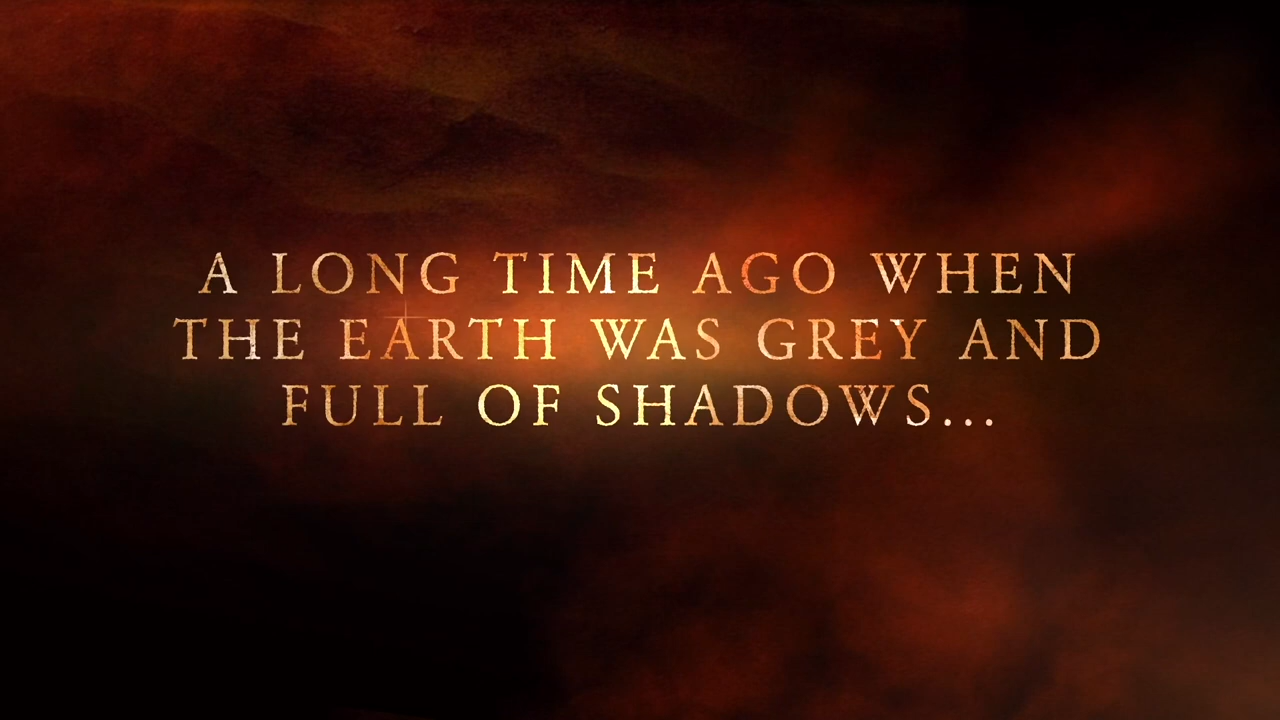 A LONG TIME AGO WHEN
THE EARTH WAS GREY AND
FULL OF SHADOWS...